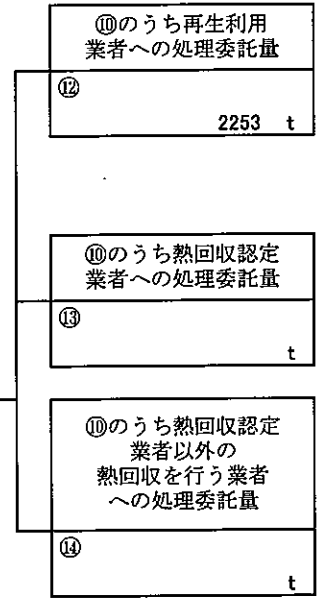 ⑩のうち再生利用
業者への処理委託量
⑫
2253 t
⑩のうち熱回収認定
業者への処理委託量
⑬
t
⑩のうち熱回収認定
業者以外の
熱回収を行う業者
への処理委託量
⑭
t